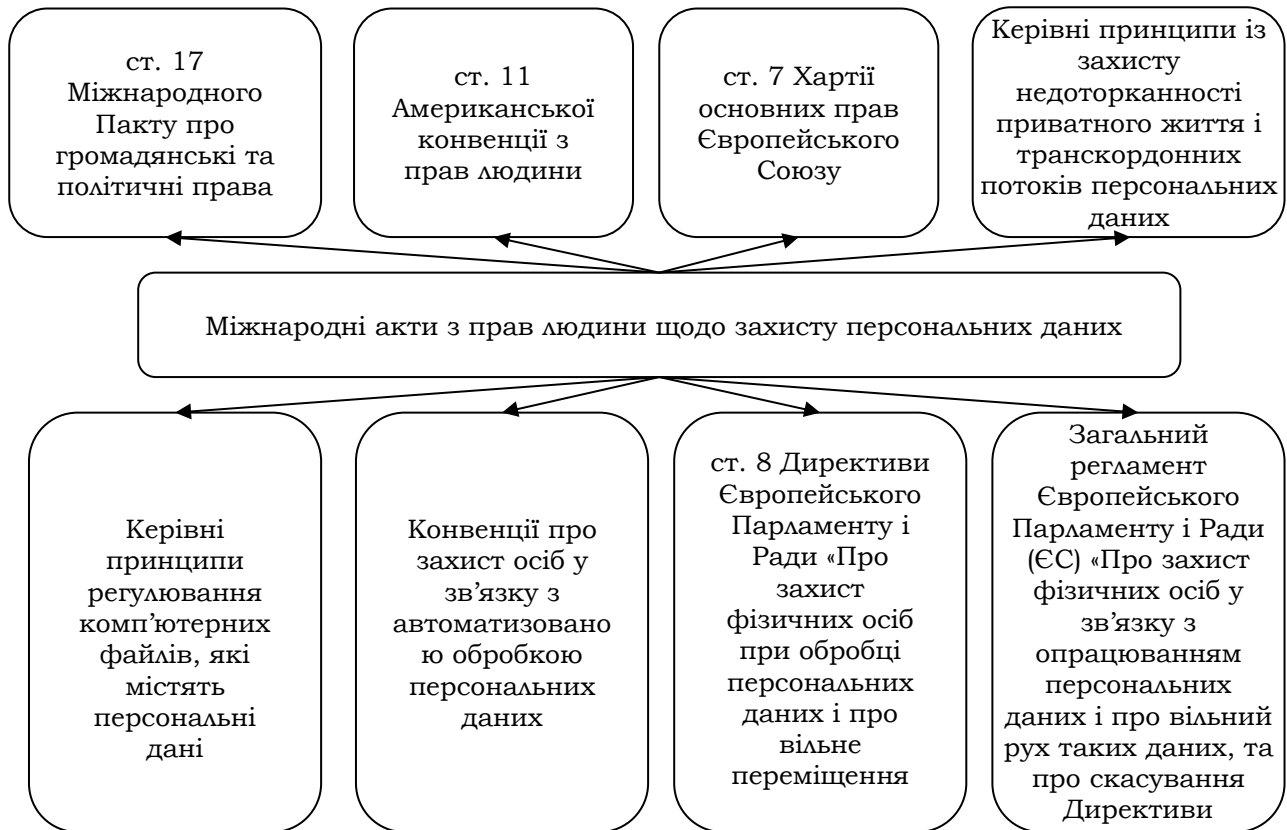 ст. 17
Міжнародного
Пакту про
громадянські та
політичні права
ст. 11
Американської
конвенції з
прав людини
ст. 7 Хартії
основних прав
Європейського
Союзу
Керівні принципи із
захисту
недоторканності
приватного життя і
транскордонних
потоків персональних
даних
Міжнародні акти з прав людини щодо захисту персональних даних
Керівні
принципи
регулювання
комп’ютерних
файлів, які
містять
персональні
дані
Конвенції про
захист осіб у
зв’язку з
автоматизовано
ю обробкою
персональних
даних
ст. 8 Директиви
Європейського
Парламенту і
Ради «Про
захист
фізичних осіб
при обробці
персональних
даних і про
вільне
переміщення
Загальний
регламент
Європейського
Парламенту і Ради
(ЄС) «Про захист
фізичних осіб у
зв’язку з
опрацюванням
персональних
даних і про вільний
рух таких даних, та
про скасування
Директиви